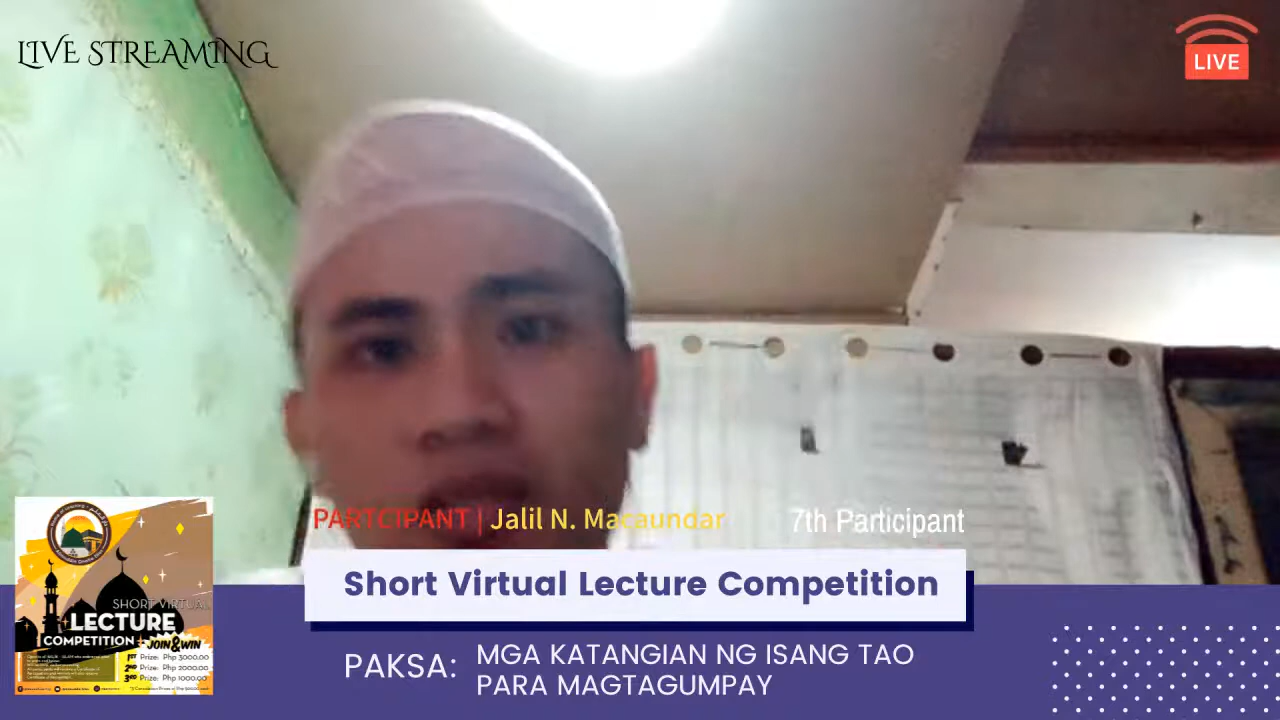 LIVE STREAMING
LIVE
PARTCIPANT | Jalil N. Macaundar
7th Participant
Short Virtual Lecture Competition
PAKSA: MGA KATANGIAN NG ISANG TAO
PARA MAGTAGUMPAY
SHORT VIRTUAL
LECTURE
COMPETITION
JOIN & WIN
1ST Prize: Php 3000.00
2ND Prize: Php 2000.00
3RD Prize: Php 1000.00